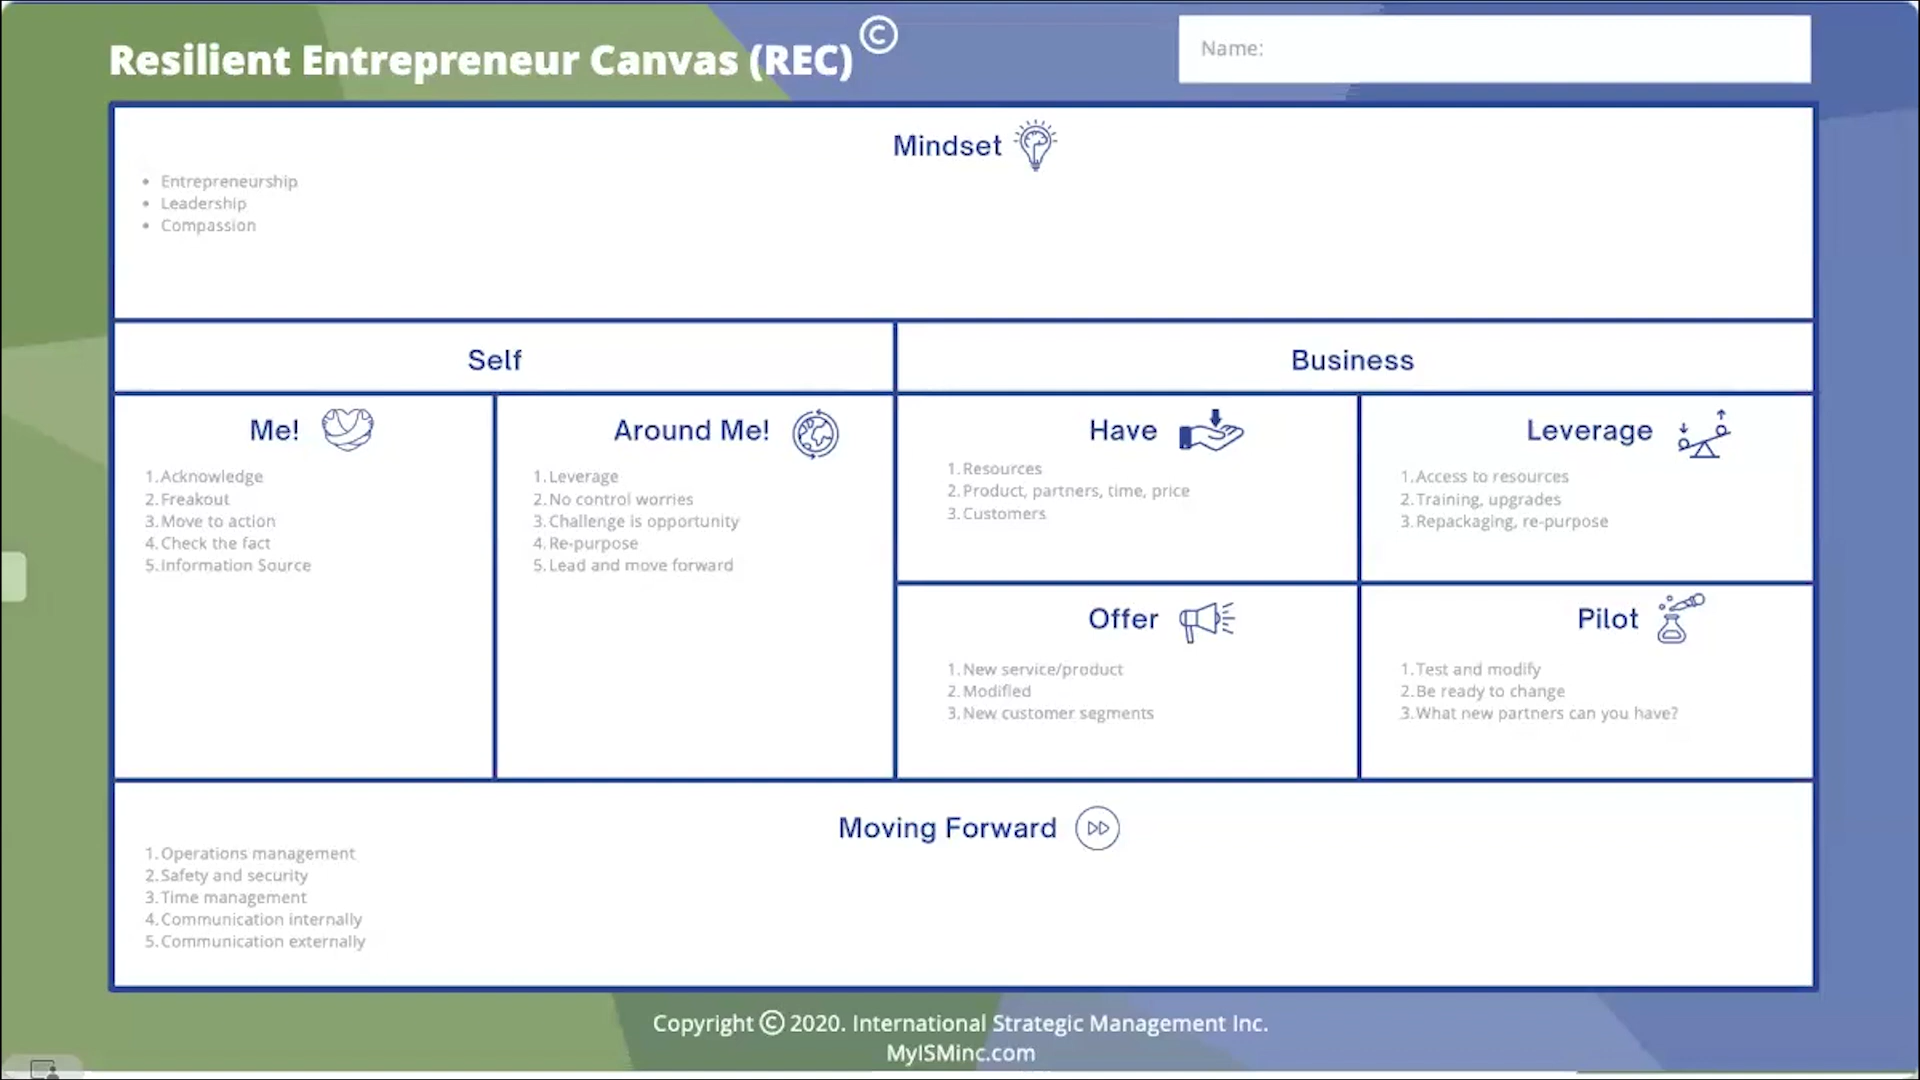 Resilient Entrepreneur Canvas (REC) ©
Name:
Mindset
• Entrepreneurship
• Leadership
• Compassion
Self
Business
Me!
1. Acknowledge
2. Freakout
3. Move to action
4. Check the fact
5. Information Source
Around Me!
1. Leverage
2. No control worries
3. Challenge is opportunity
4. Re-purpose
5. Lead and move forward
Have
1. Resources
2. Product, partners, time, price
3. Customers
Leverage
1. Access to resources
2. Training, upgrades
3. Repackaging, re-purpose
Offer
1. New service/product
2. Modified
3. New customer segments
Pilot
1. Test and modify
2. Be ready to change
3. What new partners can you have?
Moving Forward
1. Operations management
2. Safety and security
3. Time management
4. Communication internally
5. Communication externally
Copyright © 2020. International Strategic Management Inc.
MyISMinc.com